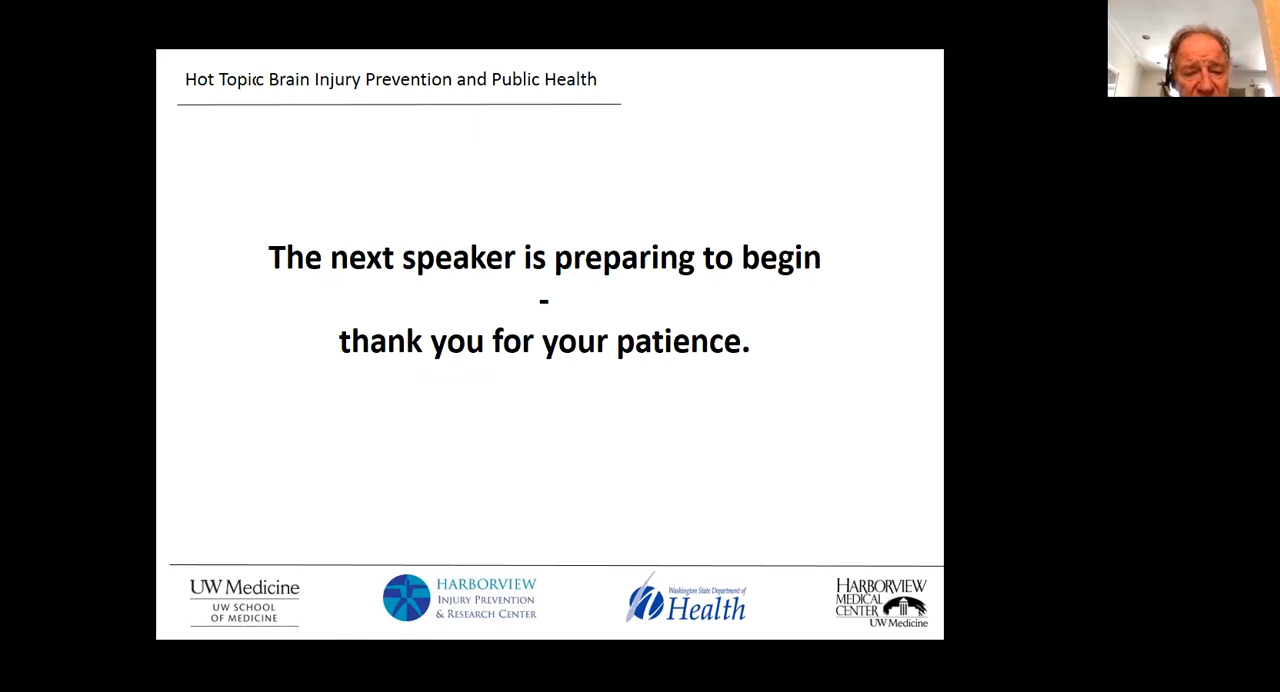 Hot Topic: Brain Injury Prevention and Public Health
The next speaker is preparing to begin
-
thank you for your patience.
UW Medicine
UW SCHOOL
OF MEDICINE
HARBORVIEW
INJURY PREVENTION
& RESEARCH CENTER
Washington State Department of
Health
HARBORVIEW
MEDICAL
CENTER
UW Medicine